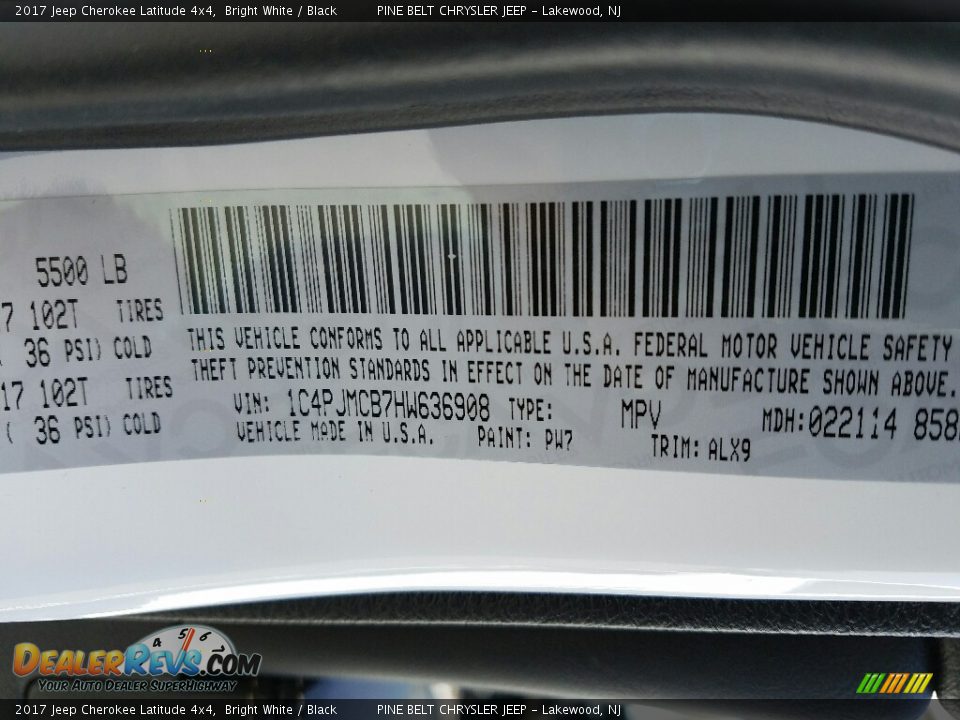 2017 Jeep Cherokee Latitude 4x4, Bright White / Black PINE BELT CHRYSLER JEEP - Lakewood, NJ
5500 LB
7 102T TIRES
( 36 PSI) COLD
17 102T TIRES
( 36 PSI) COLD
THIS VEHICLE CONFORMS TO ALL APPLICABLE U.S.A. FEDERAL MOTOR VEHICLE SAFETY
THEFT PREVENTION STANDARDS IN EFFECT ON THE DATE OF MANUFACTURE SHOWN ABOVE.
VIN: 1C4PJMCB7HW636908 TYPE: MPV MDH:022114 858
VEHICLE MADE IN U.S.A. PAINT: PW7 TRIM: ALX9
4 5 6
DEALERREVS.COM
YOUR AUTO DEALER SUPERHIGHWAY
2017 Jeep Cherokee Latitude 4x4, Bright White / Black PINE BELT CHRYSLER JEEP - Lakewood, NJ